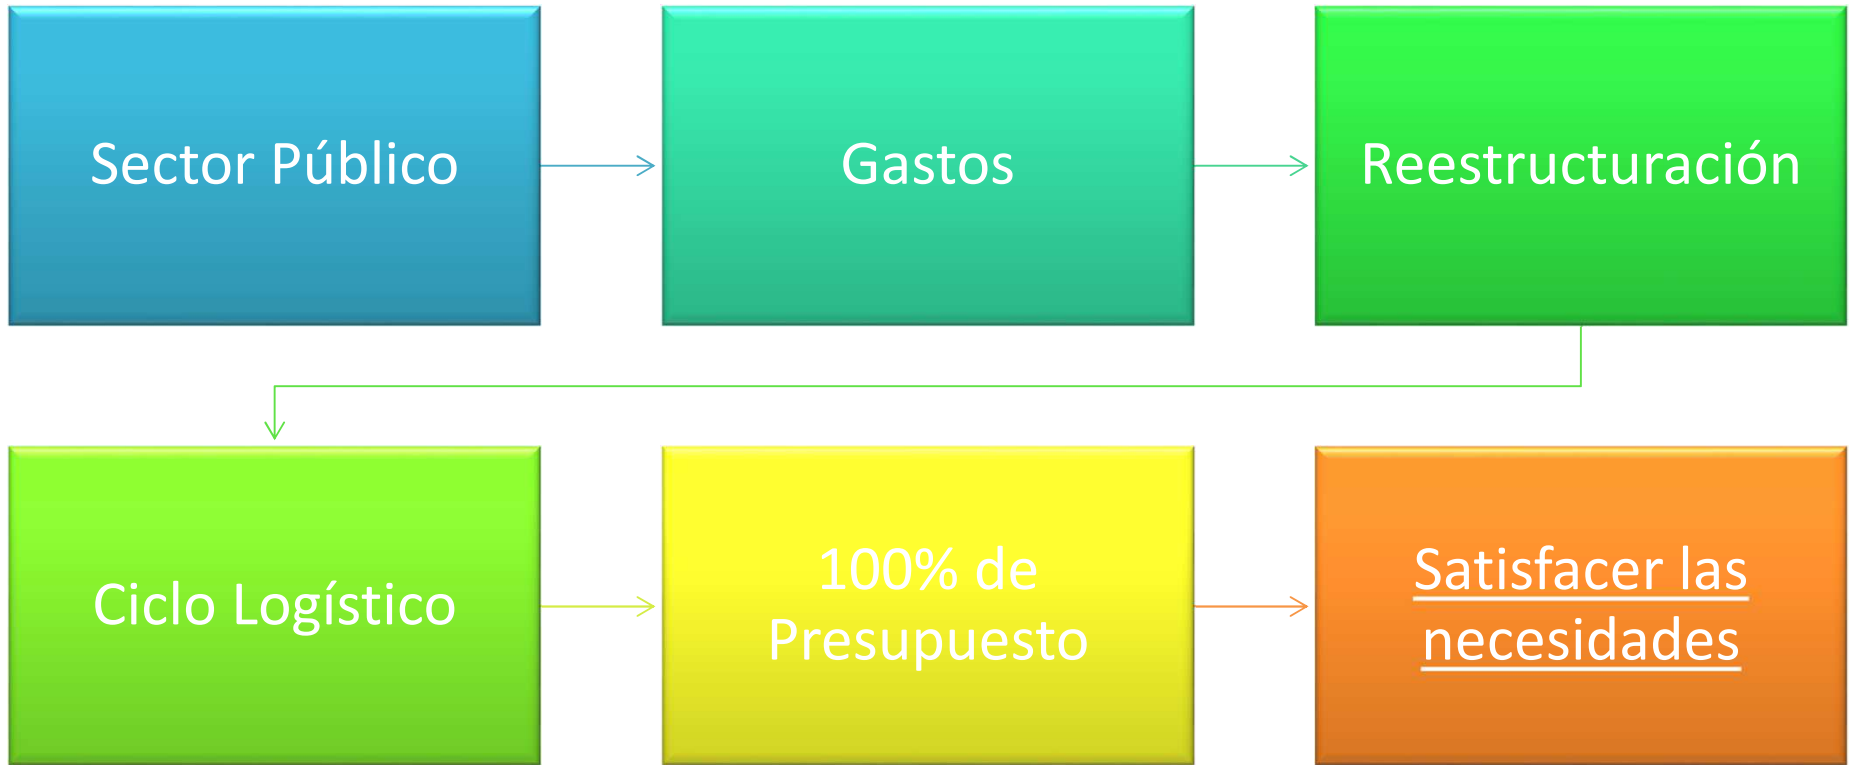 Sector Público
Gastos
Reestructuración
Ciclo Logístico
100% de
Presupuesto
Satisfacer las
necesidades